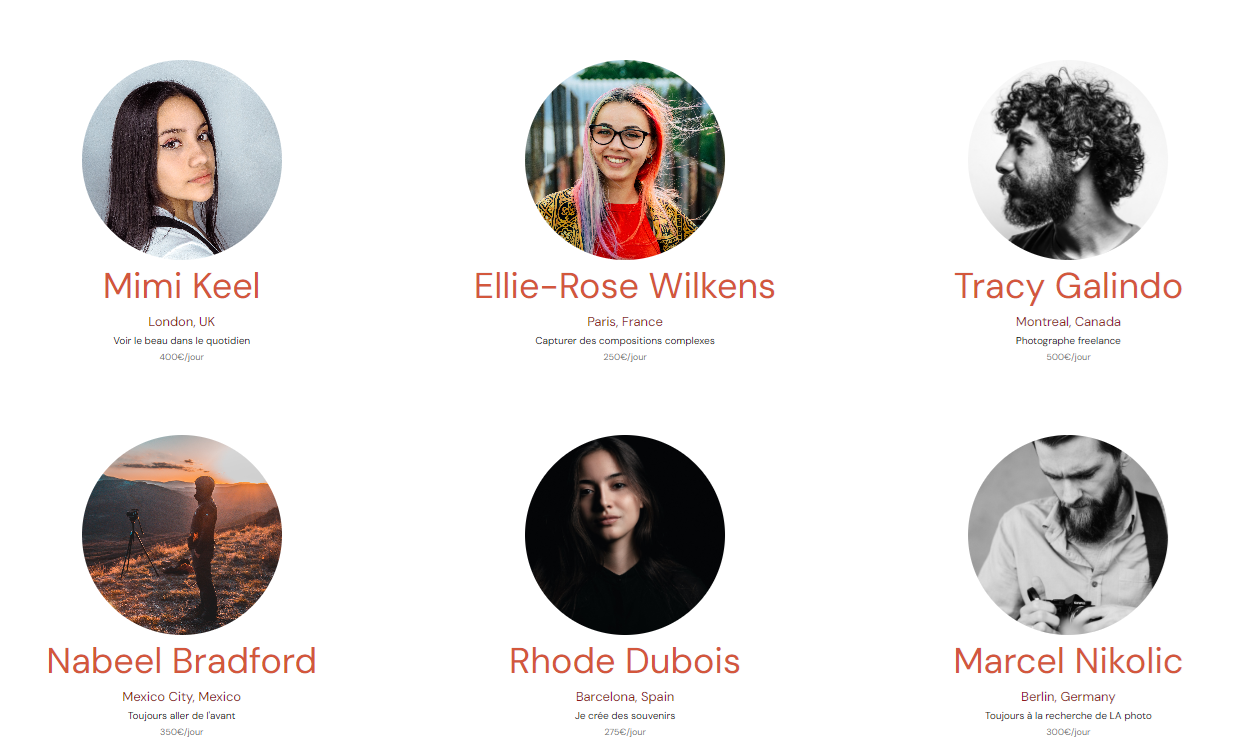 Mimi Keel
London, UK
Voir le beau dans le quotidien
400€/jour
Ellie-Rose Wilkens
Paris, France
Capturer des compositions complexes
250€/jour
Tracy Galindo
Montreal, Canada
Photographe freelance
500€/jour
Nabeel Bradford
Mexico City, Mexico
Toujours aller de l'avant
350€/jour
Rhode Dubois
Barcelona, Spain
Je crée des souvenirs
275€/jour
Marcel Nikolic
Berlin, Germany
Toujours à la recherche de LA photo
300€/jour